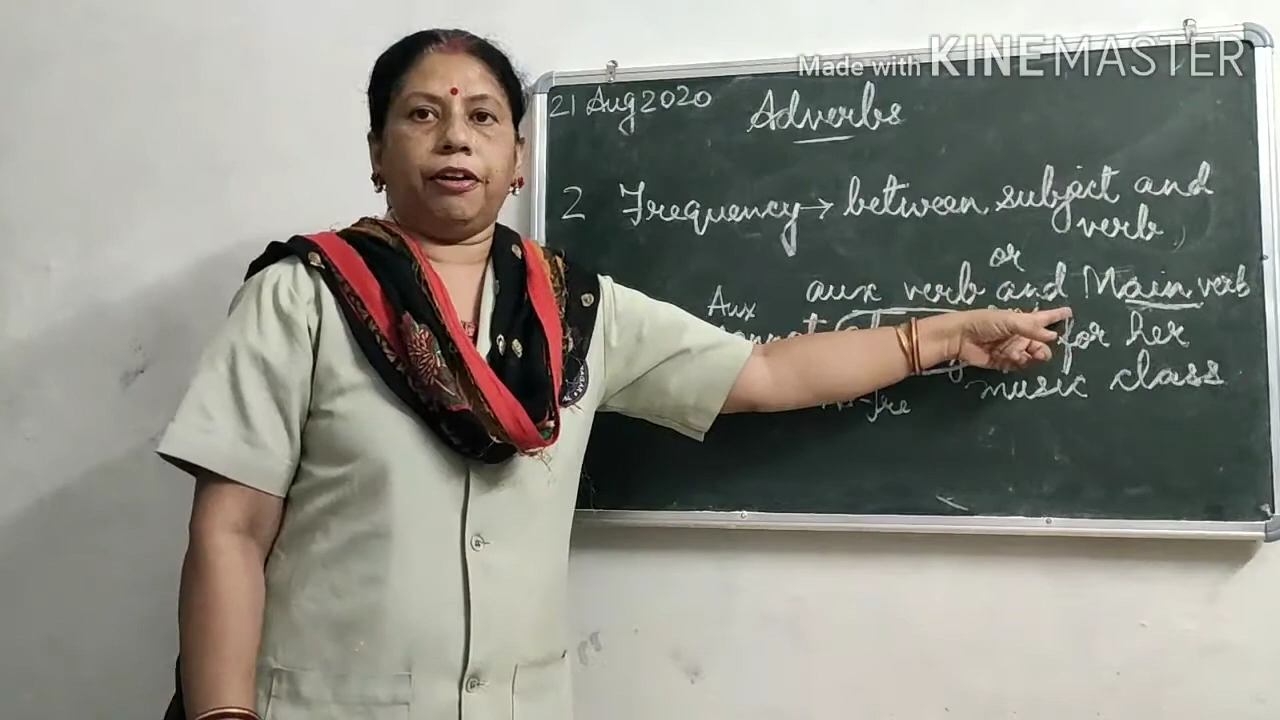 Made with KINEMASTER
21 Aug 2020 Adverbs
2 Frequency → between subject and
verb,
or
aux verb and Main verb
Aux
for her
music class